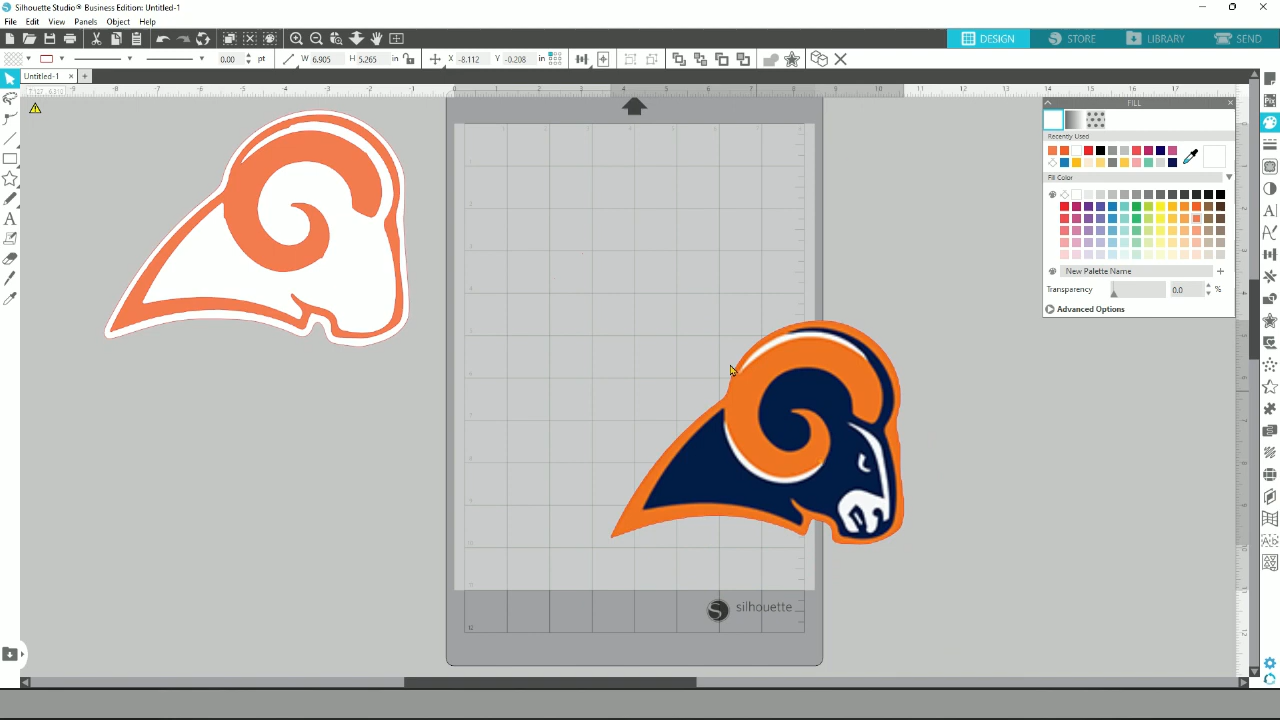 Silhouette Studio® Business Edition: Untitled-1
File Edit View Panels Object Help
DESIGN STORE LIBRARY SEND
0.00 pt W 6.905 H 5.265 in X -8.112 Y -0.208 in
Untitled-1
FILL
Recently Used
Fill Color
New Palette Name
Transparency 0.0 %
Advanced Options
silhouette